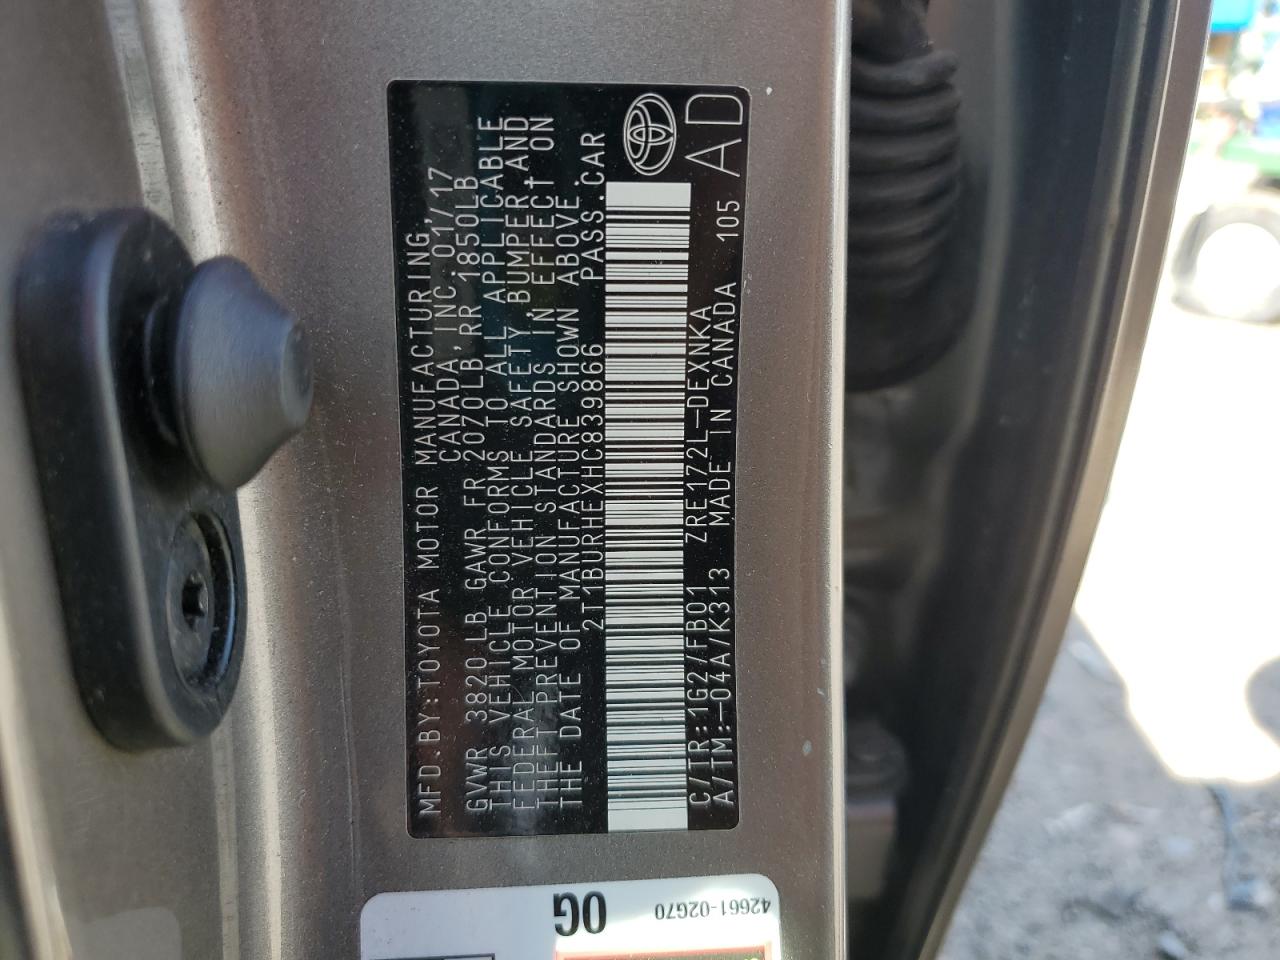 MFD.BY:TOYOTA MOTOR MANUFACTURING,
CANADA, INC. 01/17
GVWR 3820 LB GAWR FR 2070LB, RR 1850LB
THIS VEHICLE CONFORMS TO ALL APPLICABLE
FEDERAL MOTOR VEHICLE SAFETY, BUMPER, AND
THEFT PREVENTION STANDARDS IN EFFECT ON
THE DATE OF MANUFACTURE SHOWN ABOVE.
2T1BURHEXHC839866 PASS.CAR
C/TR:1G2/FB01 ZRE172L-DEXNKA 105
A/TM:-04A/K313 MADE IN CANADA
AD
0G
42661-02G70